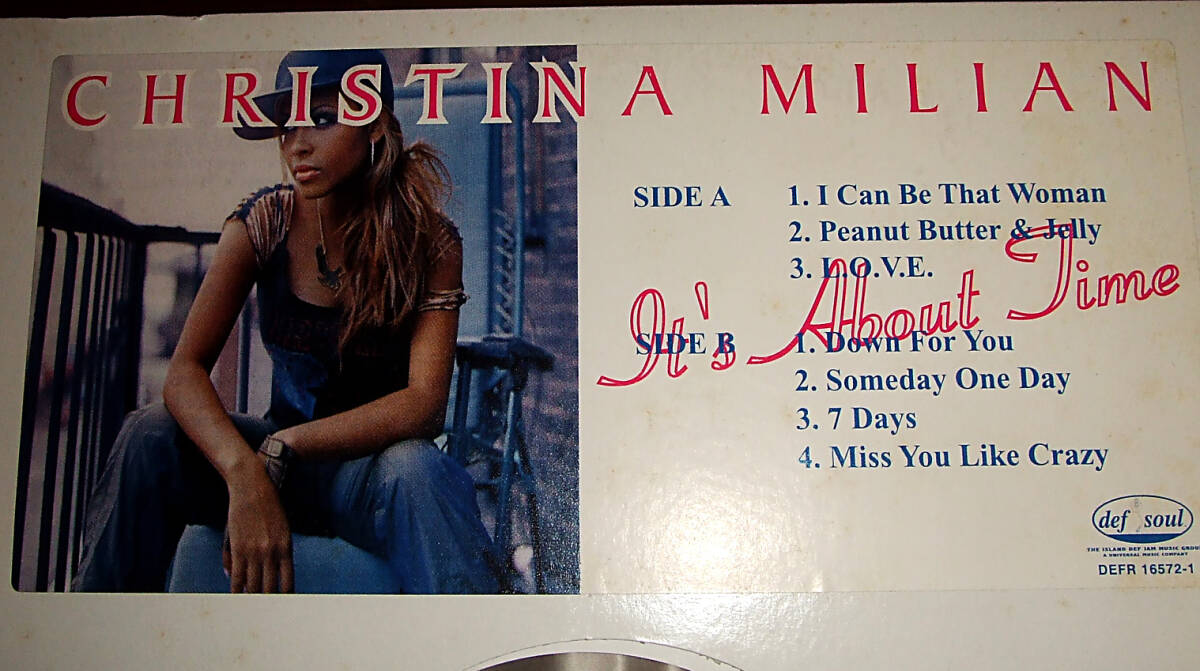 CHRISTINA MILIAN
SIDE A 1. I Can Be That Woman
2. Peanut Butter & Jelly
3. L.O.V.E.
It's About Time
SIDE B 1. Down For You
2. Someday One Day
3. 7 Days
4. Miss You Like Crazy
def soul
THE ISLAND DEF JAM MUSIC GROUP
A UNIVERSAL MUSIC COMPANY
DEFR 16572-1